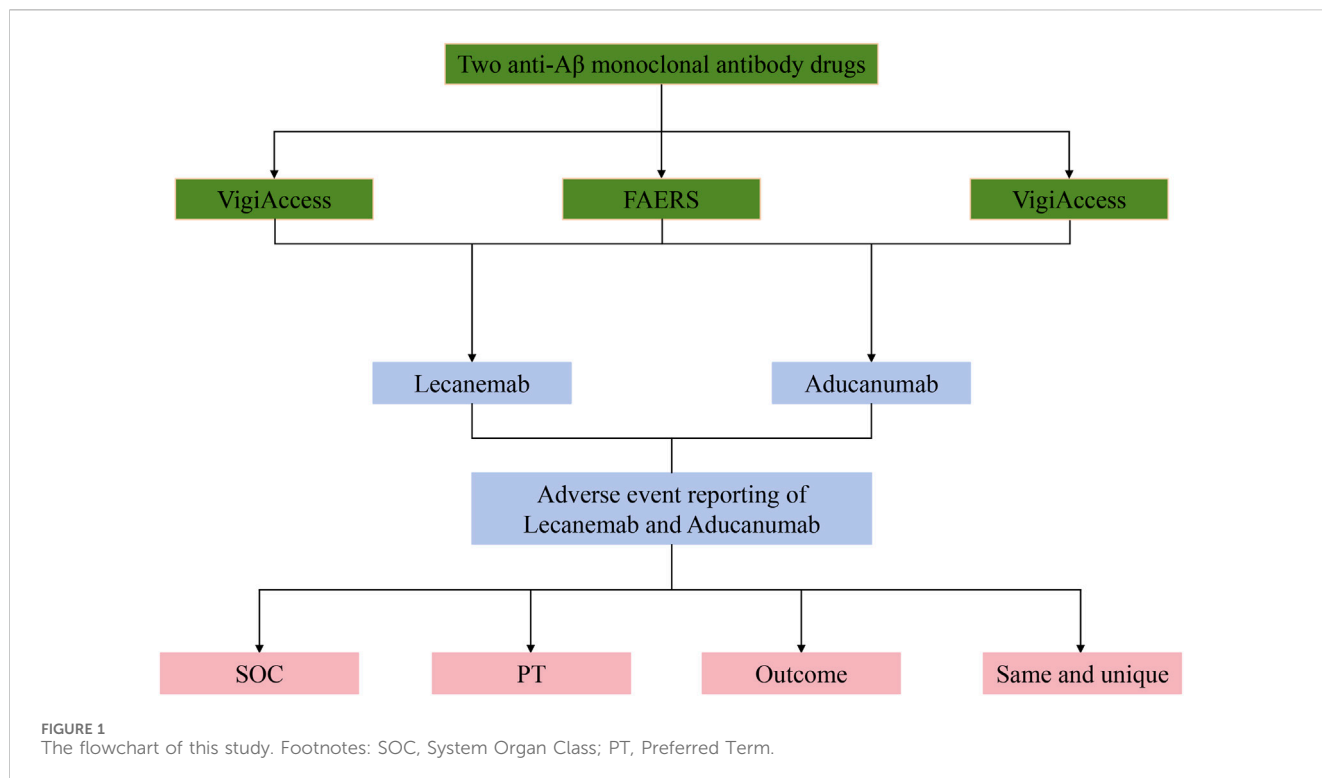 Two anti-Aβ monoclonal antibody drugs
VigiAccess
FAERS
VigiAccess
Lecanemab
Aducanumab
Adverse event reporting of
Lecanemab and Aducanumab
SOC
PT
Outcome
Same and unique
FIGURE 1
The flowchart of this study. Footnotes: SOC, System Organ Class; PT, Preferred Term.